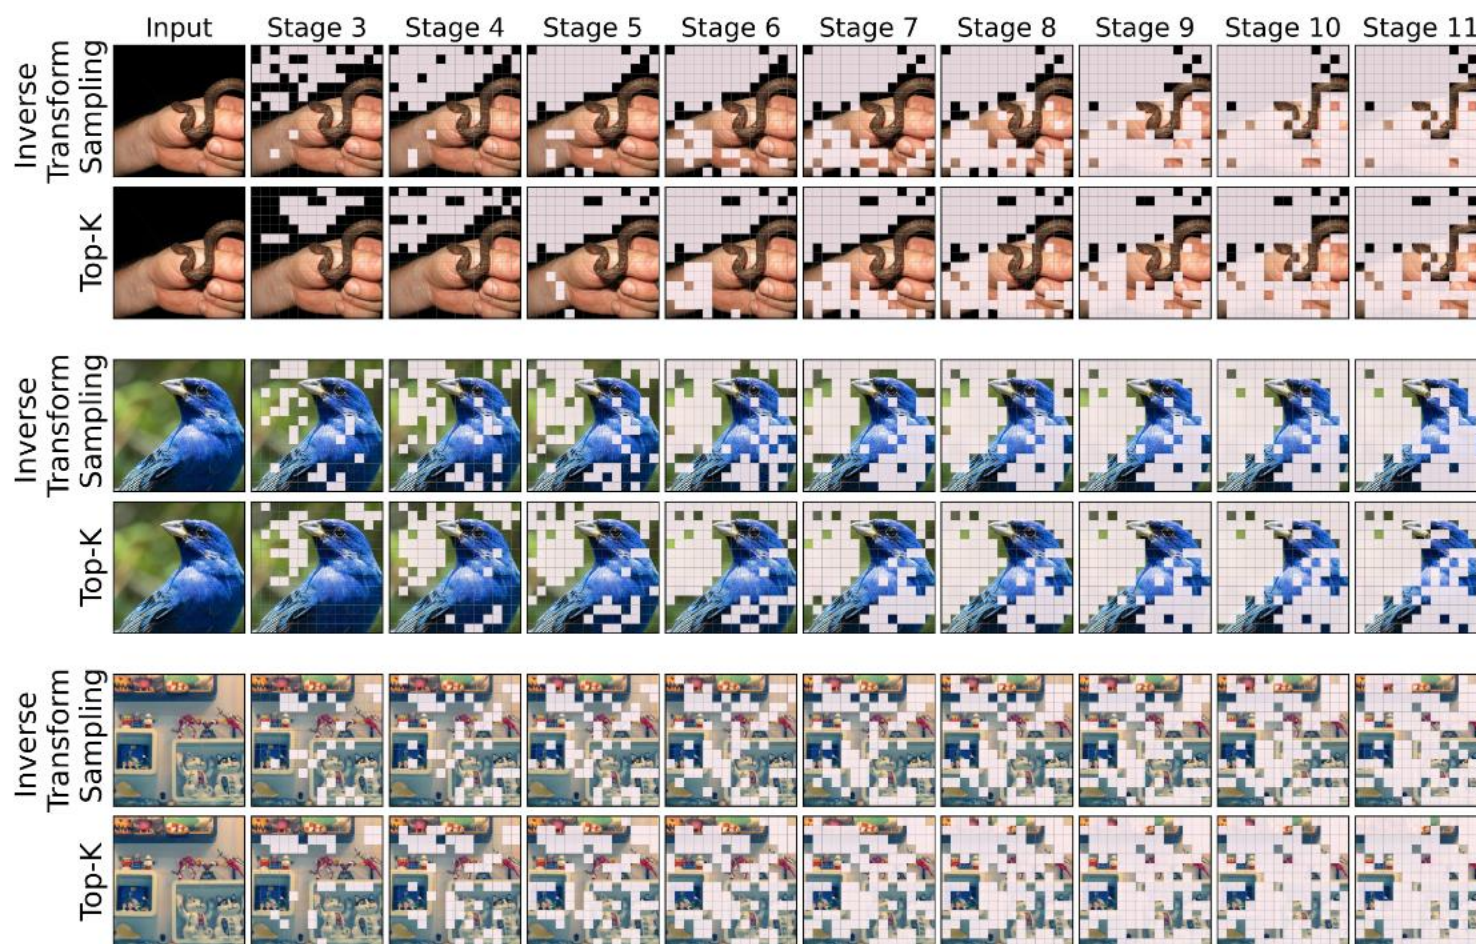 Input Stage 3 Stage 4 Stage 5 Stage 6 Stage 7 Stage 8 Stage 9 Stage 10 Stage 11
Inverse
Transform
Sampling
Top-K
Inverse
Transform
Sampling
Top-K
Inverse
Transform
Sampling
Top-K